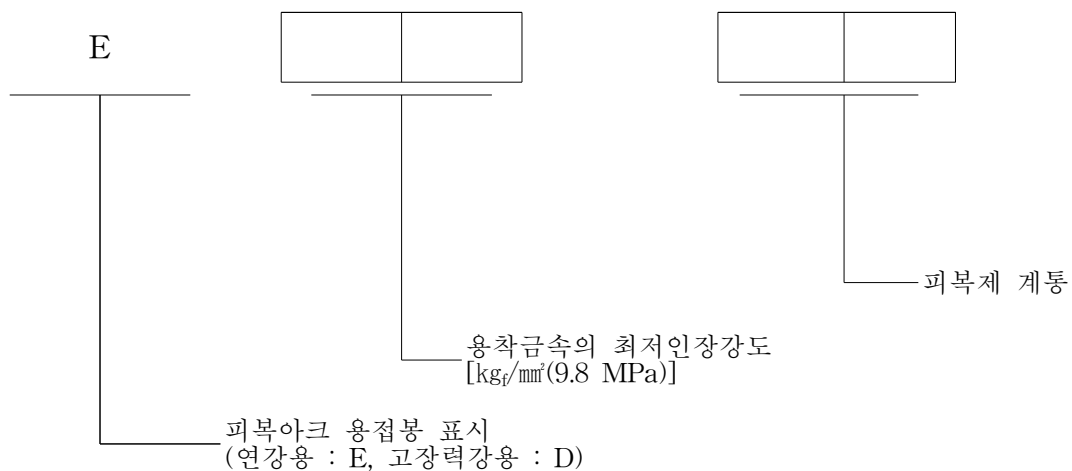 E
피복제 계통
용착금속의 최저인장강도
[kgf/㎟(9.8 MPa)]
피복아크 용접봉 표시
(연강용 : E, 고장력강용 : D)